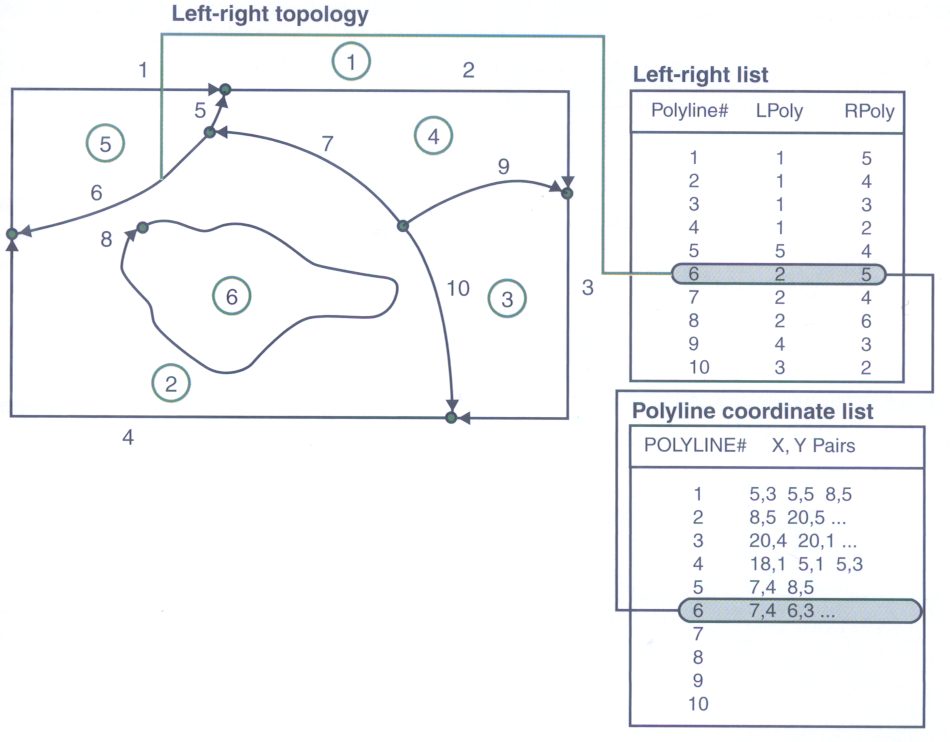 Left-right topology
1
1
2
5
5
4
7
9
6
8
6
10
3
3
2
4
Left-right list
Polyline# LPoly RPoly
1 1 5
2 1 4
3 1 3
4 1 2
5 5 4
6 2 5
7 2 4
8 2 6
9 4 3
10 3 2
Polyline coordinate list
POLYLINE# X, Y Pairs
1 5,3 5,5 8,5
2 8,5 20,5 ...
3 20,4 20,1 ...
4 18,1 5,1 5,3
5 7,4 8,5
6 7,4 6,3 ...
7
8
9
10